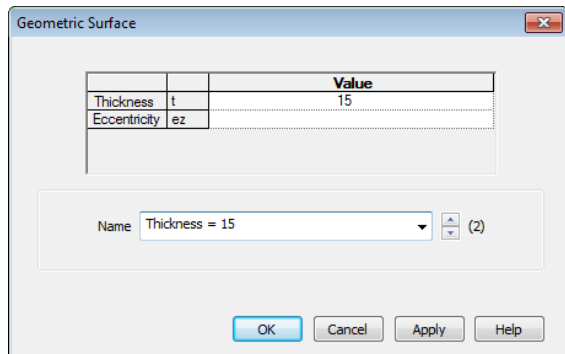 Geometric Surface
Value
Thickness t 15
Eccentricity ez
Name Thickness = 15 (2)
OK Cancel Apply Help